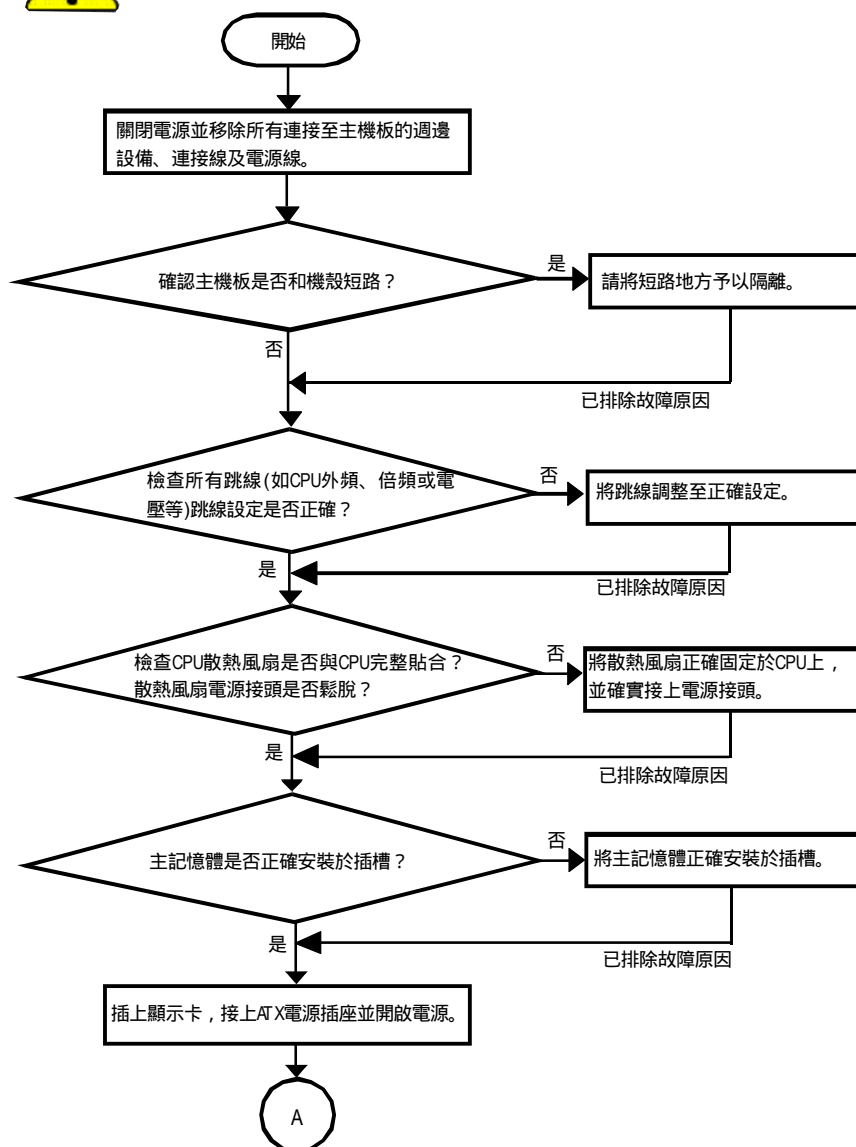 開始
關閉電源並移除所有連接至主機板的週邊
設備、連接線及電源線。
確認主機板是否和機殼短路？
是
請將短路地方予以隔離。
否
已排除故障原因
檢查所有跳線(如CPU外頻、倍頻或電
壓等)跳線設定是否正確？
否
將跳線調整至正確設定。
是
已排除故障原因
檢查CPU散熱風扇是否與CPU完整貼合？
散熱風扇電源接頭是否鬆脫？
否
將散熱風扇正確固定於CPU上，
並確實接上電源接頭。
是
已排除故障原因
主記憶體是否正確安裝於插槽？
否
將主記憶體正確安裝於插槽。
是
已排除故障原因
插上顯示卡，接上ATX電源插座並開啟電源。
A